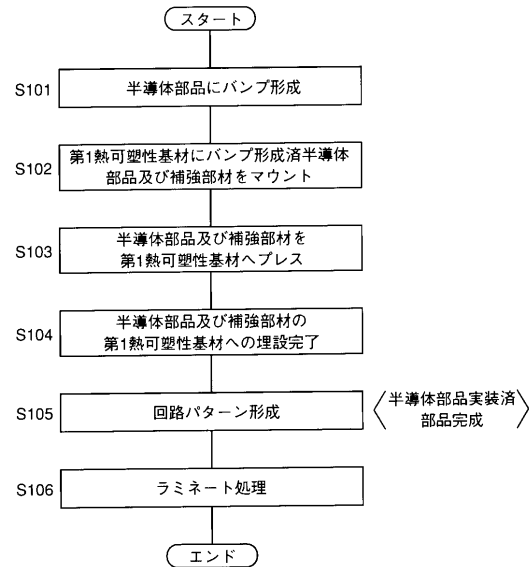 スタート
S101
半導体部品にバンプ形成
S102
第1熱可塑性基材にバンプ形成済半導体
部品及び補強部材をマウント
S103
半導体部品及び補強部材を
第1熱可塑性基材へプレス
S104
半導体部品及び補強部材の
第1熱可塑性基材への埋設完了
S105
回路パターン形成
半導体部品実装済
部品完成
S106
ラミネート処理
エンド